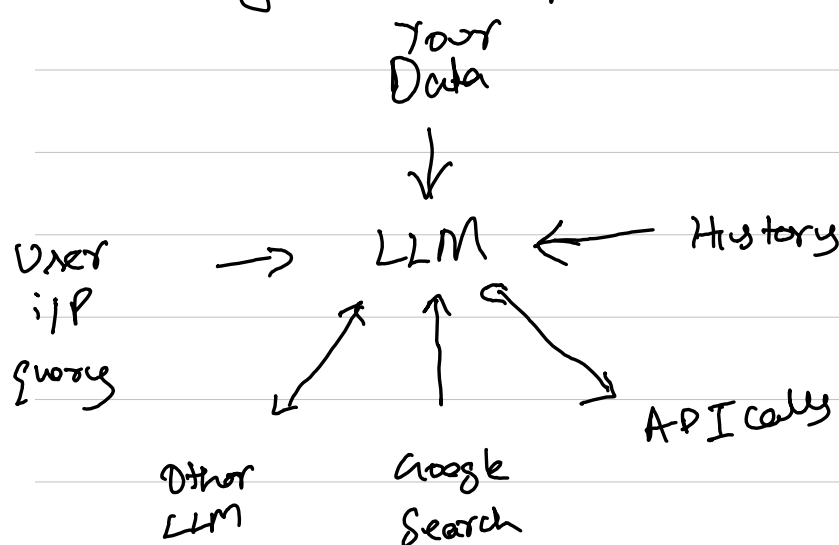 Your
Data
LLM
History
User
i/P
query
API calls
Other
LLM
Google
Search